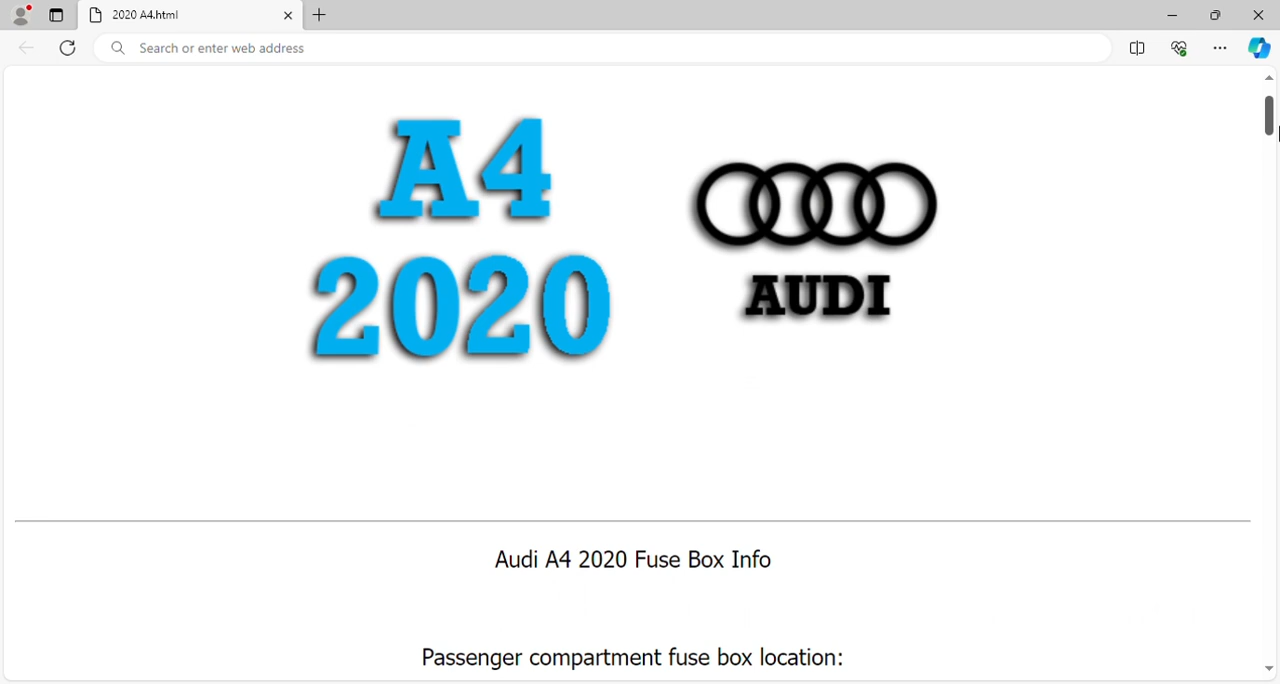 2020 A4.html
Search or enter web address
A4
2020
AUDI
Audi A4 2020 Fuse Box Info
Passenger compartment fuse box location: